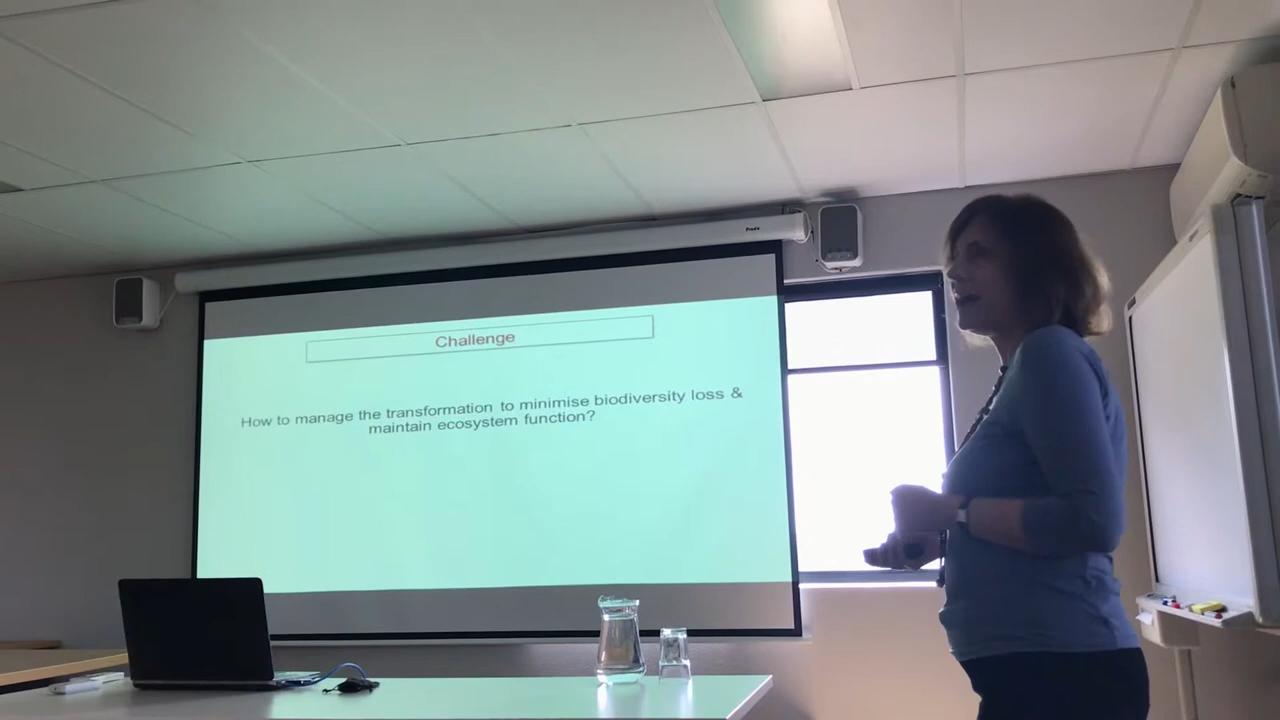 Challenge
How to manage the transformation to minimise biodiversity loss &
maintain ecosystem function?